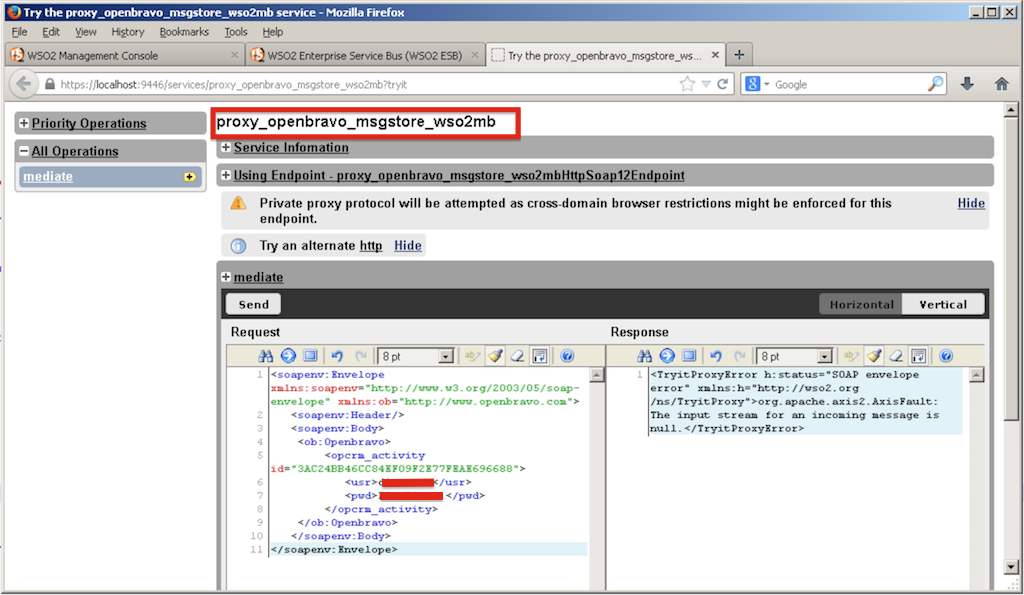 Try the proxy_openbravo_msgstore_wso2mb service - Mozilla Firefox
File Edit View History Bookmarks Tools Help
WSO2 Management Console
WSO2 Enterprise Service Bus (WSO2 ESB)
Try the proxy_openbravo_msgstore_ws...
https://localhost:9446/services/proxy_openbravo_msgstore_wso2mb?tryit
Google
Priority Operations
All Operations
mediate
proxy_openbravo_msgstore_wso2mb
Service Infomation
Using Endpoint - proxy_openbravo_msgstore_wso2mbHttpSoap12Endpoint
Private proxy protocol will be attempted as cross-domain browser restrictions might be enforced for this
endpoint.
Hide
Try an alternate http Hide
mediate
Send
Horizontal Vertical
Request
8 pt
1 <soapenv:Envelope
xmlns:soapenv="http://www.w3.org/2003/05/soap-
envelope" xmlns:ob="http://www.openbravo.com">
2 <soapenv:Header/>
3 <soapenv:Body>
4 <ob:Openbravo>
5 <opcrm_activity
id="3AC24BB46CC84EF09F2E77FEAE696688">
6 <usr> </usr>
7 <pwd> </pwd>
8 </opcrm_activity>
9 </ob:Openbravo>
10 </soapenv:Body>
11 </soapenv:Envelope>
Response
8 pt
1 <TryitProxyError h:status="SOAP envelope
error" xmlns:h="http://wso2.org
/ns/TryitProxy">org.apache.axis2.AxisFault:
The input stream for an incoming message is
null.</TryitProxyError>